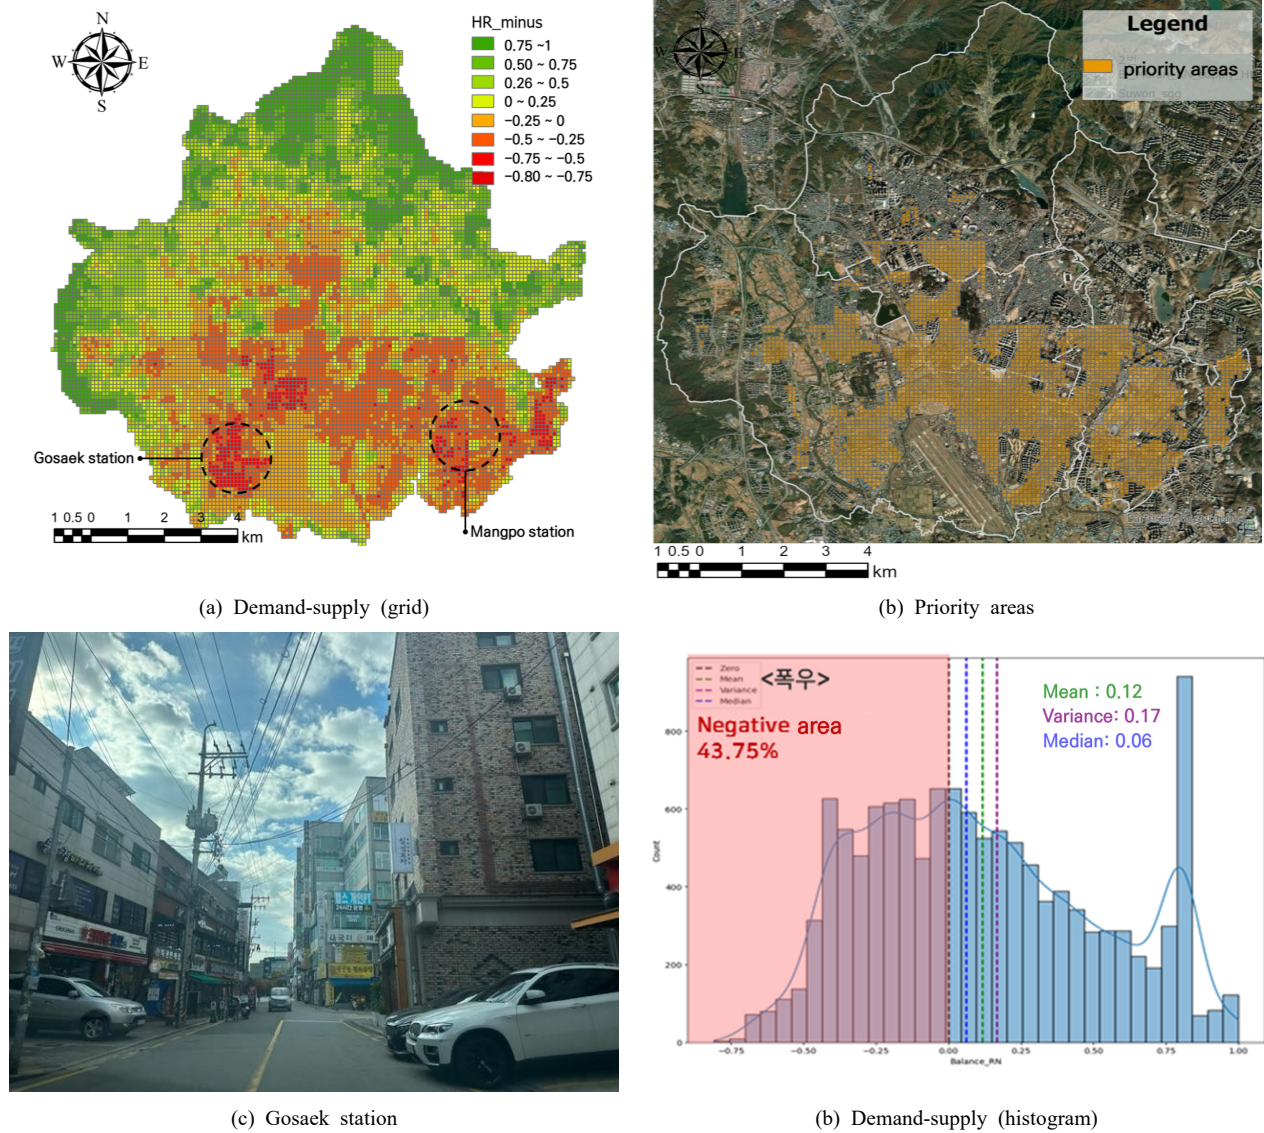 N
W
E
S
HR_minus
0.75 ~1
0.50 ~ 0.75
0.26 ~ 0.5
0 ~ 0.25
−0.25 ~ 0
−0.5 ~ −0.25
−0.75 ~ −0.5
−0.80 ~ −0.75
Gosaek station
Mangpo station
1 0.5 0 1 2 3 4
km
(a) Demand-supply (grid)
N
W
E
S
Legend
priority areas
Suwon_sgg
1 0.5 0 1 2 3 4
km
(b) Priority areas
24시간
(c) Gosaek station
Zero
Mean
Variance
Median
<폭우>
Negative area
43.75%
Mean : 0.12
Variance: 0.17
Median: 0.06
Count
800
600
400
200
0
−0.75 −0.50 −0.25 0.00 0.25 0.50 0.75 1.00
Balance_RN
(b) Demand-supply (histogram)